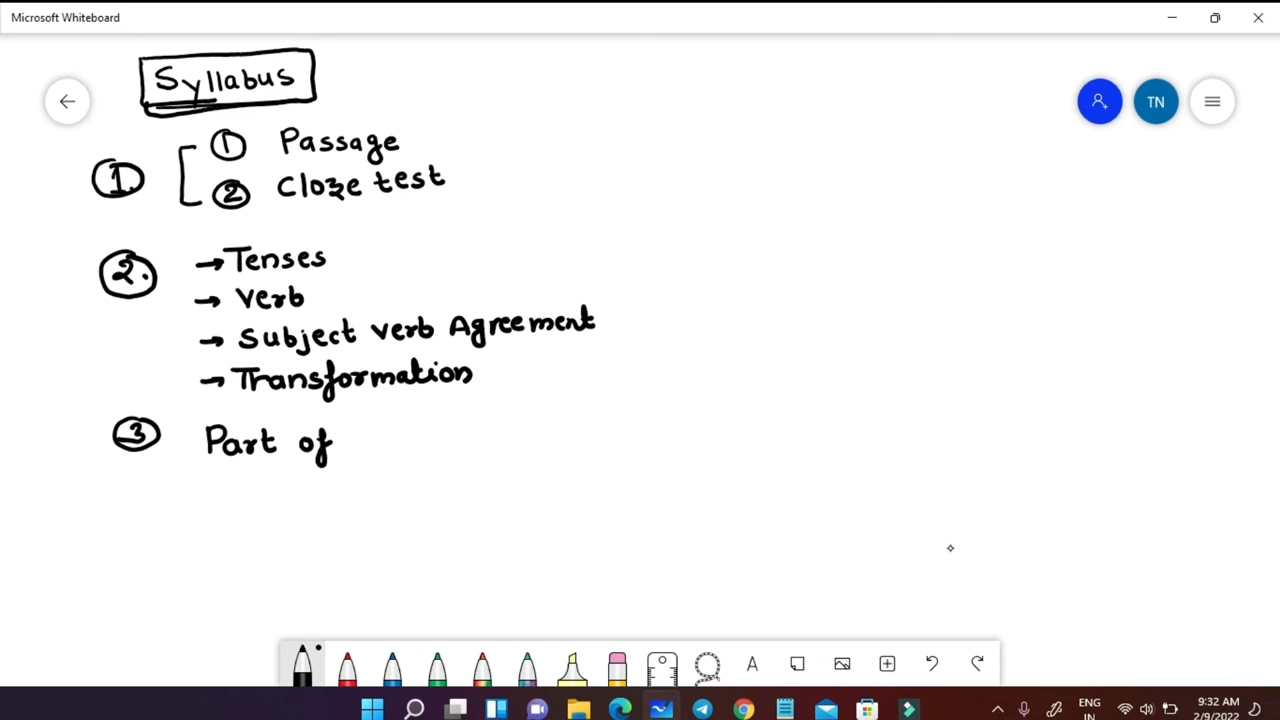 Microsoft Whiteboard
Syllabus
TN
1. ① Passage
② Cloze test
2. → Tenses
→ Verb
→ Subject verb Agreement
→ Transformation
3 Part of
A
ENG
IN
9:32 AM
2/9/2022